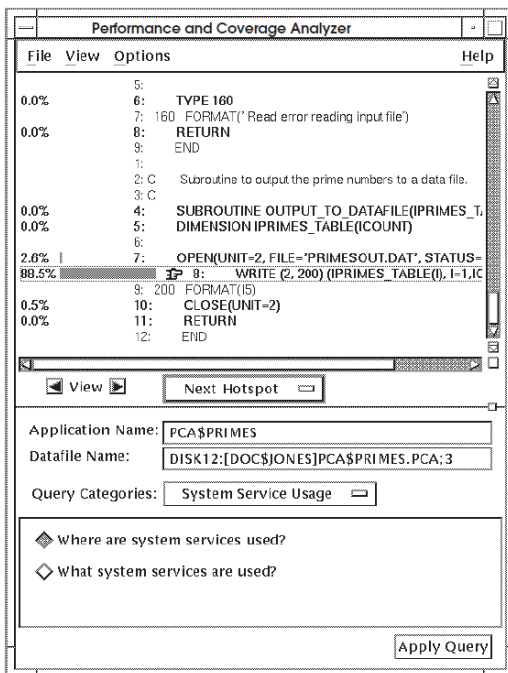 Performance and Coverage Analyzer
File View Options Help
5:
0.0% 6: TYPE 160
7: 160 FORMAT(' Read error reading input file')
0.0% 8: RETURN
9: END
1:
2: C Subroutine to output the prime numbers to a data file.
3: C
0.0% 4: SUBROUTINE OUTPUT_TO_DATAFILE(IPRIMES_TA
0.0% 5: DIMENSION IPRIMES_TABLE(ICOUNT)
6:
2.6% 7: OPEN(UNIT=2, FILE='PRIMESOUT.DAT', STATUS=
88.5% 8: WRITE (2, 200) (IPRIMES_TABLE(I), I=1,IC
9: 200 FORMAT(I5)
0.5% 10: CLOSE(UNIT=2)
0.0% 11: RETURN
12: END
View Next Hotspot
Application Name: PCA$PRIMES
Datafile Name: DISK12:[DOC$JONES]PCA$PRIMES.PCA;3
Query Categories: System Service Usage
Where are system services used?
What system services are used?
Apply Query